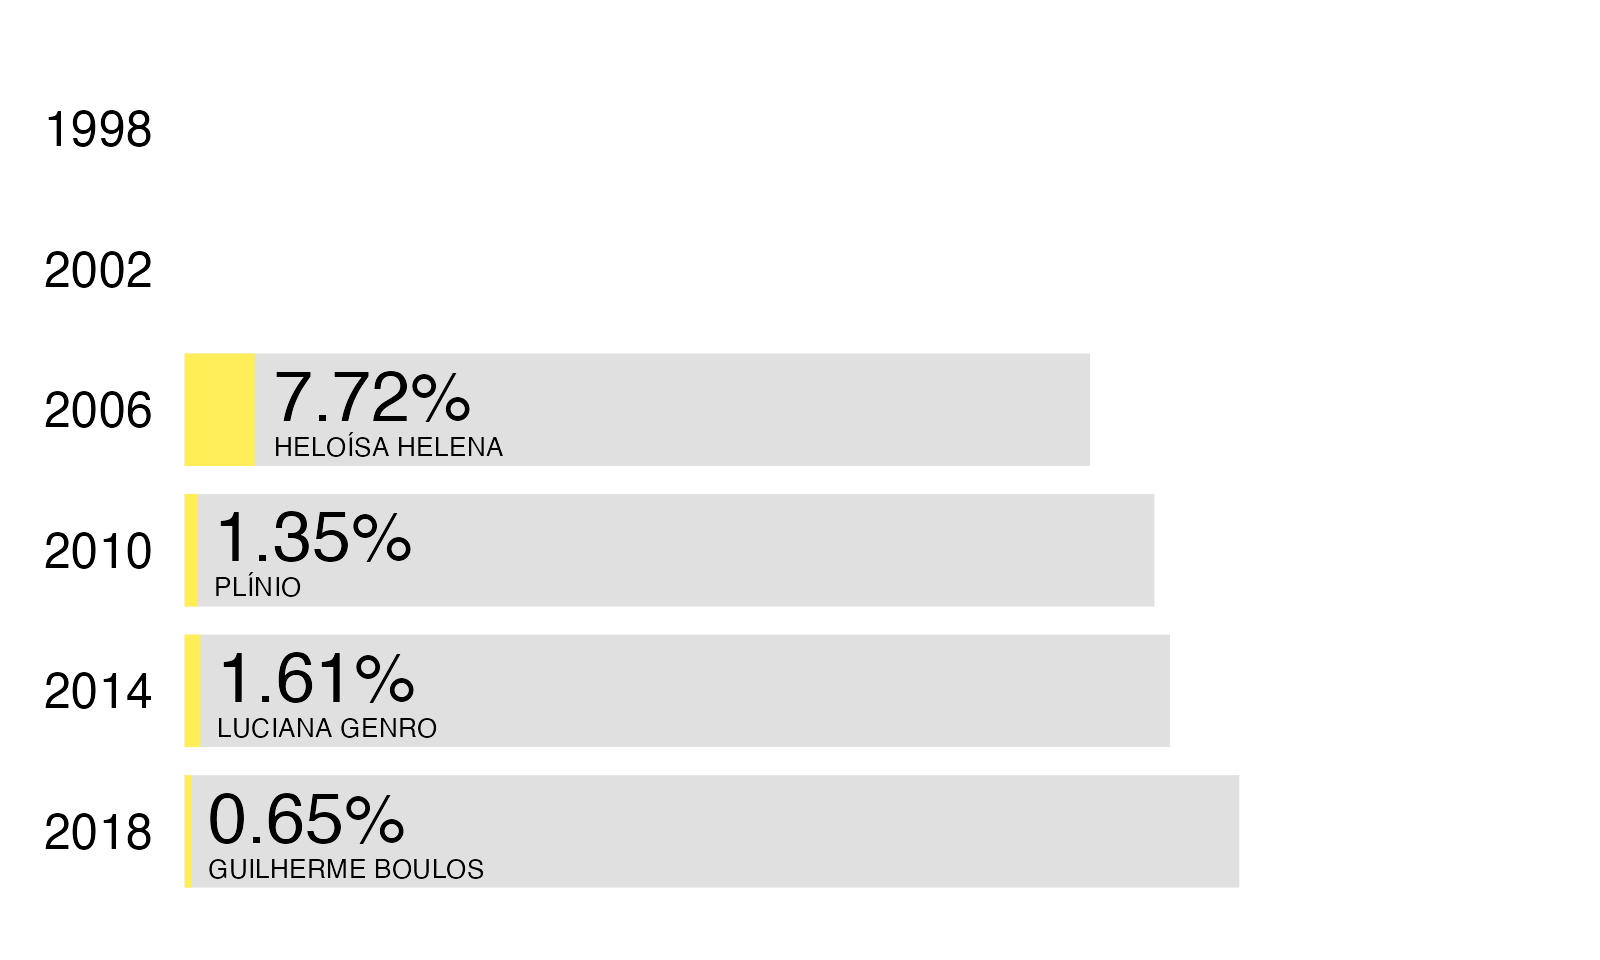 1998
2002
2006
7.72%
HELOÍSA HELENA
2010
1.35%
PLÍNIO
2014
1.61%
LUCIANA GENRO
2018
0.65%
GUILHERME BOULOS